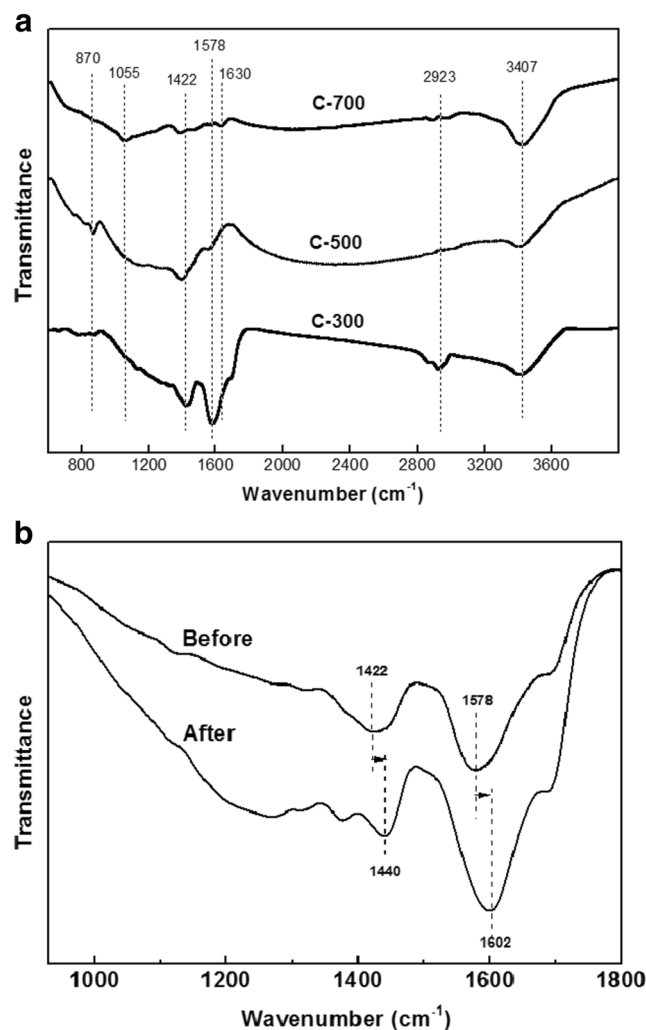 a
870 1055 1422 1578 1630 2923 3407
C-700
C-500
C-300
Transmittance
800 1200 1600 2000 2400 2800 3200 3600
Wavenumber (cm-1)
b
Before
After
1422
1578
1440
1602
Transmittance
1000 1200 1400 1600 1800
Wavenumber (cm-1)